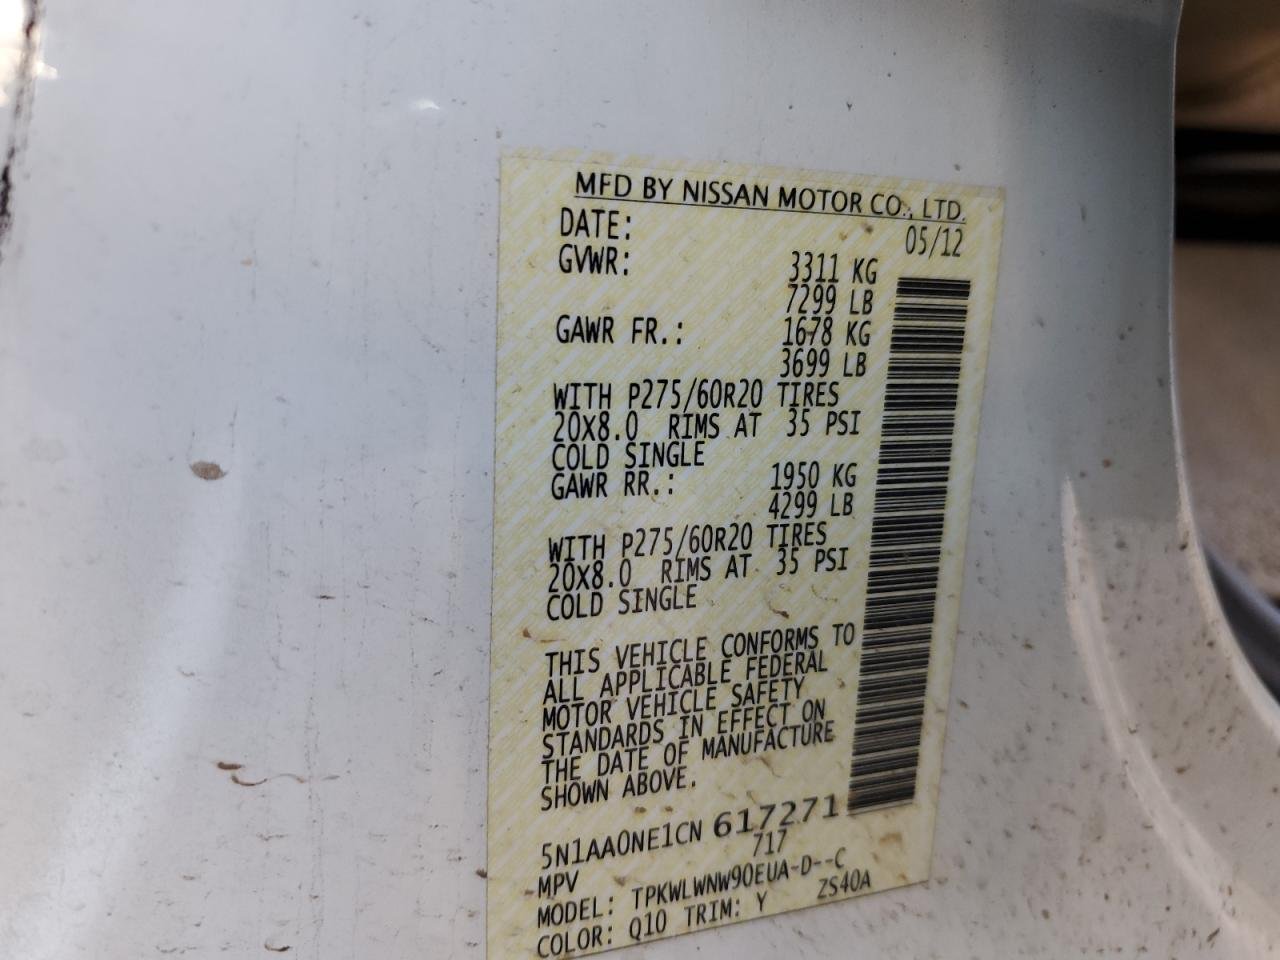 MFD BY NISSAN MOTOR CO., LTD.
DATE: 05/12
GVWR: 3311 KG
7299 LB
GAWR FR.: 1678 KG
3699 LB
WITH P275/60R20 TIRES
20X8.0 RIMS AT 35 PSI
COLD SINGLE
GAWR RR.: 1950 KG
4299 LB
WITH P275/60R20 TIRES
20X8.0 RIMS AT 35 PSI
COLD SINGLE
THIS VEHICLE CONFORMS TO
ALL APPLICABLE FEDERAL
MOTOR VEHICLE SAFETY
STANDARDS IN EFFECT ON
THE DATE OF MANUFACTURE
SHOWN ABOVE.
5N1AA0NE1CN 617271
MPV 717
MODEL: TPKWLWNW90EUA-D--C
COLOR: Q10 TRIM: Y ZS40A